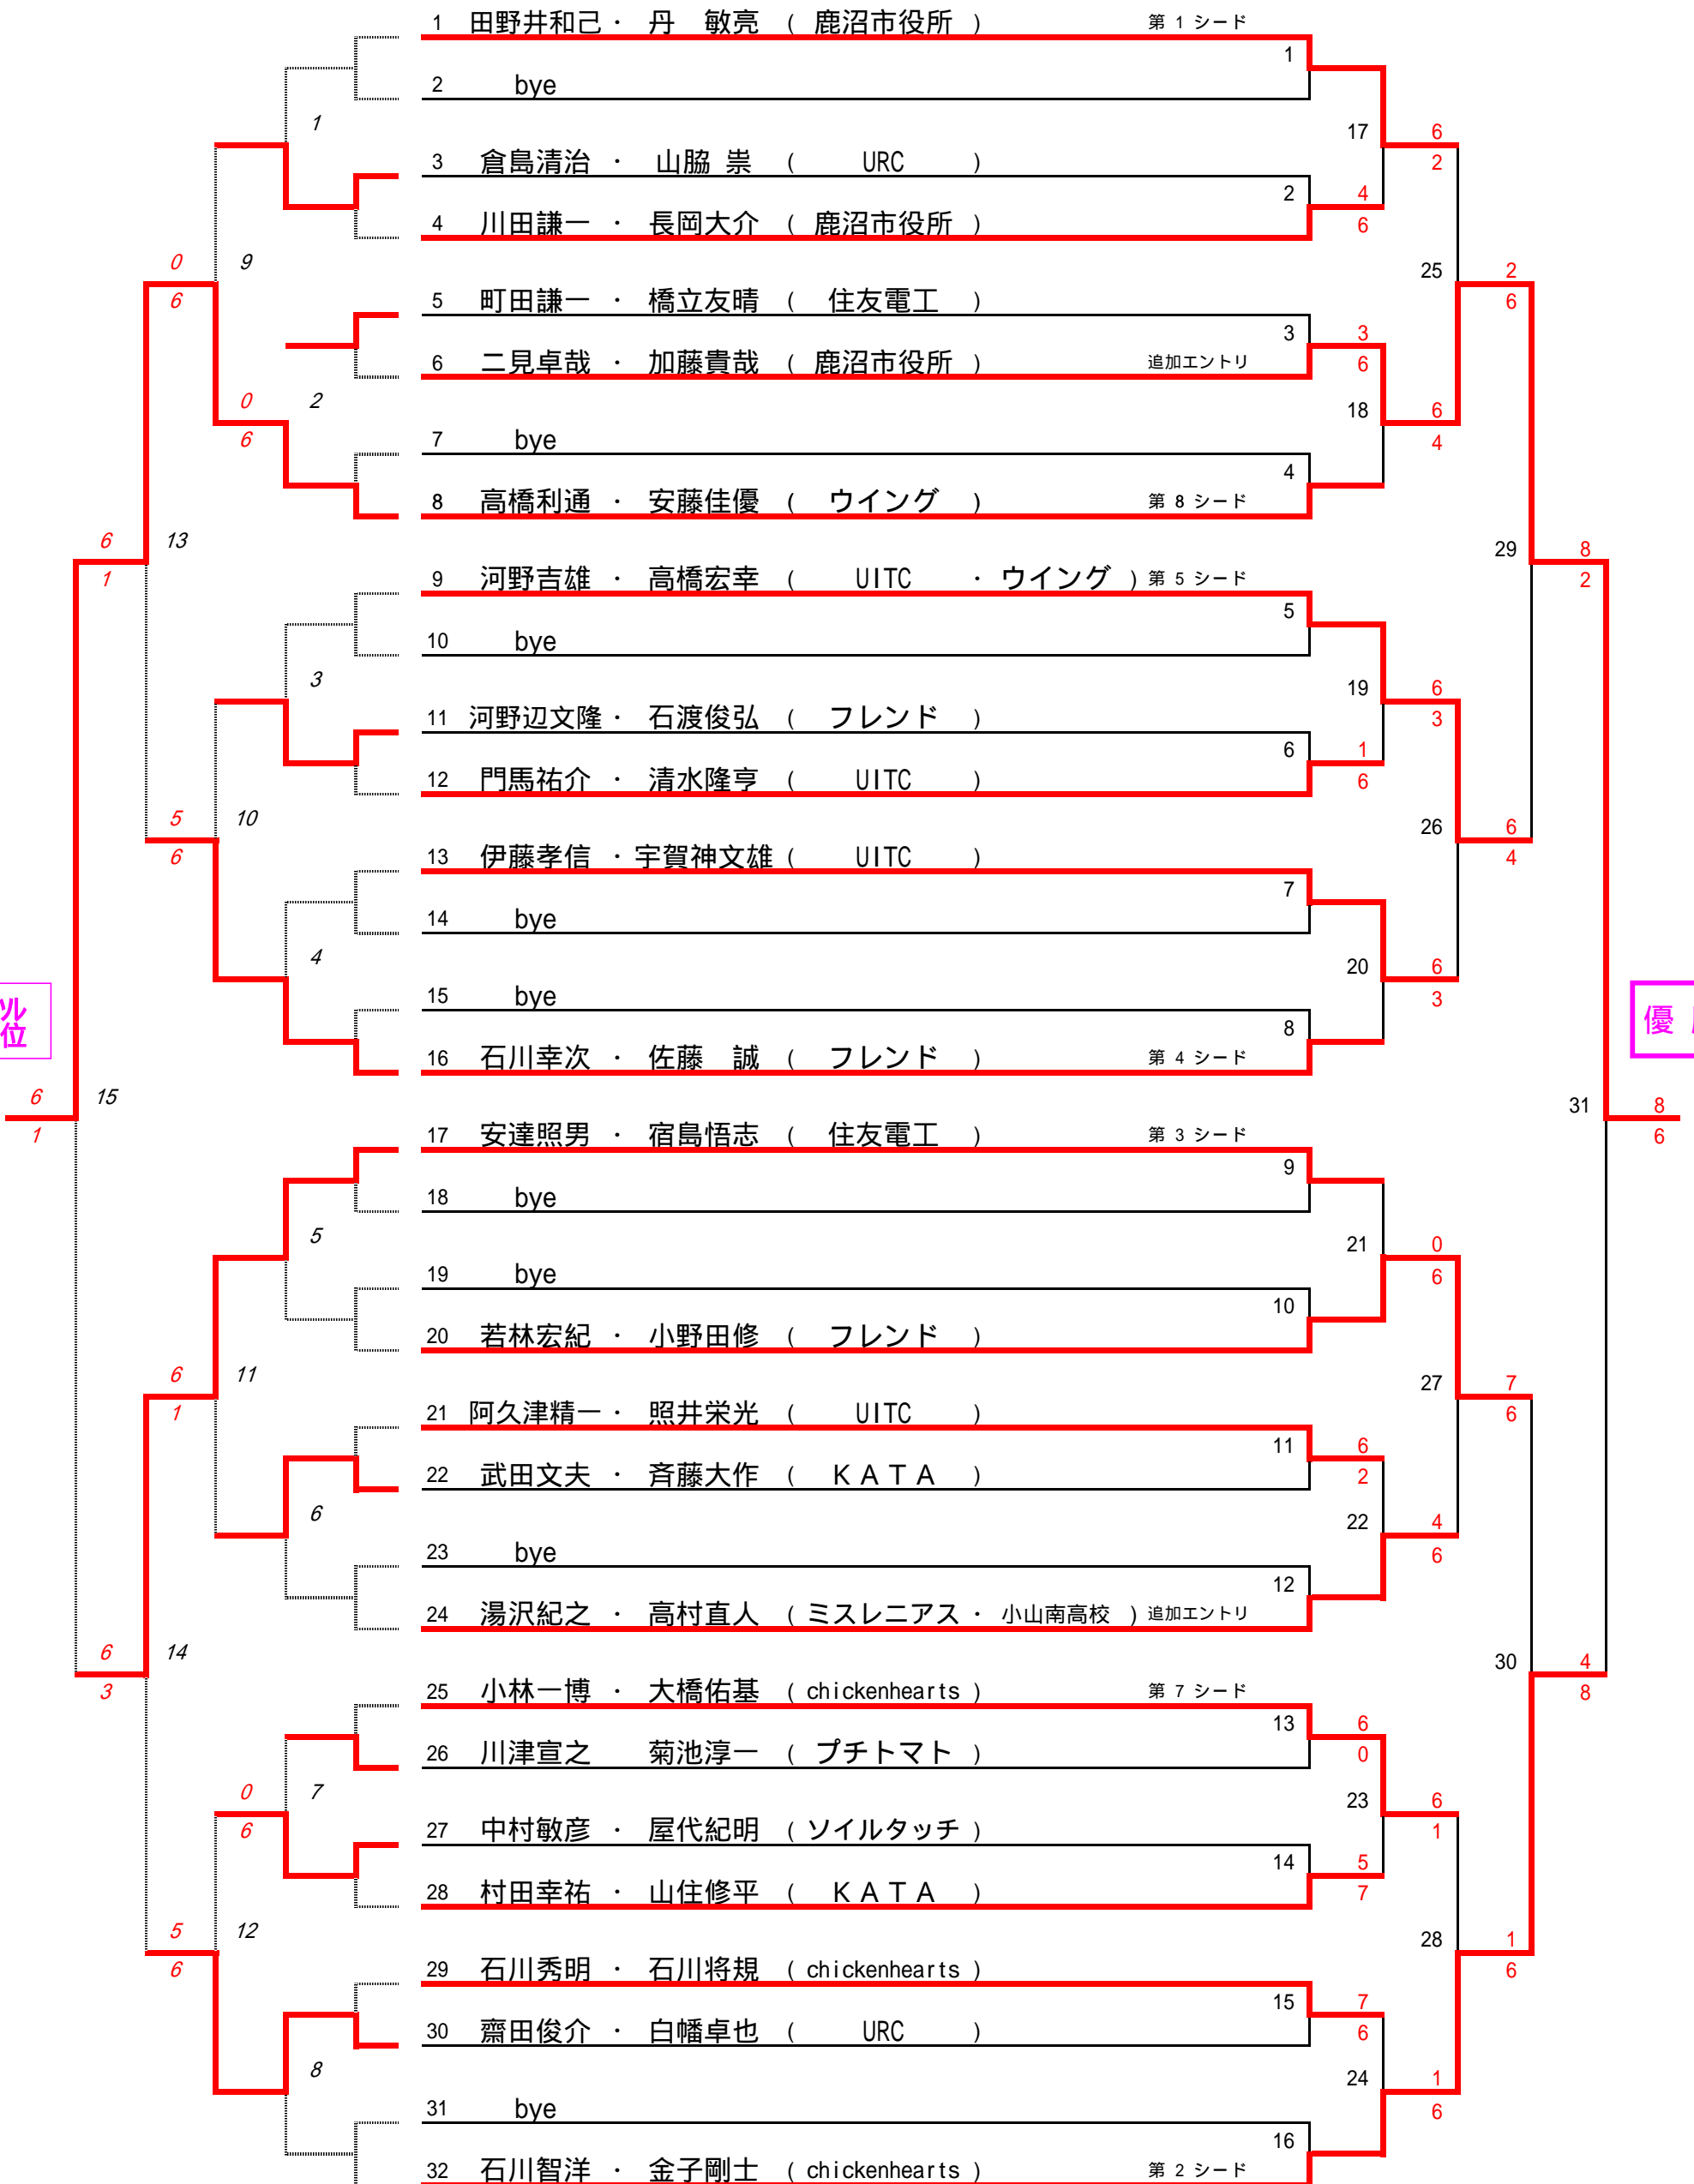 1 田野井和己 ・ 丹　敏亮 ( 鹿沼市役所 ) 第 1 シード
1
2 bye
1 17 6
2
3 倉島清治 ・ 山脇 崇 ( URC )
2 4
4 川田謙一 ・ 長岡大介 ( 鹿沼市役所 ) 6
0 9 25 2
6 5 町田謙一 ・ 橋立友晴 ( 住友電工 ) 6
3 3
6 二見卓哉 ・ 加藤貴哉 ( 鹿沼市役所 ) 追加エントリ 6
0 2 18 6
6 7 bye 4
4
8 高橋利通 ・ 安藤佳優 ( ウイング ) 第 8 シード
6 13 29 8
1 9 河野吉雄 ・ 高橋宏幸 ( UITC ・ ウイング ) 第 5 シード 2
5
10 bye
3 19 6
3
11 河野辺文隆 ・ 石渡俊弘 ( フレンド )
6 1
12 門馬祐介 ・ 清水隆亨 ( UITC ) 6
5 10 26 6
6 13 伊藤孝信 ・ 宇賀神文雄 ( UITC ) 4
7
14 bye
4 20 6
3
15 bye
8
16 石川幸次 ・ 佐藤　誠 ( フレンド ) 第 4 シード
位 優
6 15 31 8
1 17 安達照男 ・ 宿島悟志 ( 住友電工 ) 第 3 シード 6
9
18 bye
5 21 0
6
19 bye
10
20 若林宏紀 ・ 小野田修 ( フレンド )
6 11 27 7
1 21 阿久津精一 ・ 照井栄光 ( UITC ) 6
11 6
22 武田文夫 ・ 斉藤大作 ( ＫＡＴＡ ) 2
6 22 4
6
23 bye
12
24 湯沢紀之 ・ 高村直人 ( ミスレニアス ・ 小山南高校 ) 追加エントリ
6 14 30 4
3 25 小林一博 ・ 大橋佑基 ( chickenhearts ) 第 7 シード 8
13 6
26 川津宣之　菊池淳一 ( プチトマト ) 0
0 7 23 6
6 27 中村敏彦 ・ 屋代紀明 ( ソイルタッチ ) 1
14 5
28 村田幸祐 ・ 山住修平 ( ＫＡＴＡ ) 7
5 12 28 1
6 29 石川秀明 ・ 石川将規 ( chickenhearts ) 6
15 7
30 齋田俊介 ・ 白幡卓也 ( URC ) 6
8 24 1
6
31 bye
16
32 石川智洋 ・ 金子剛士 ( chickenhearts ) 第 2 シード